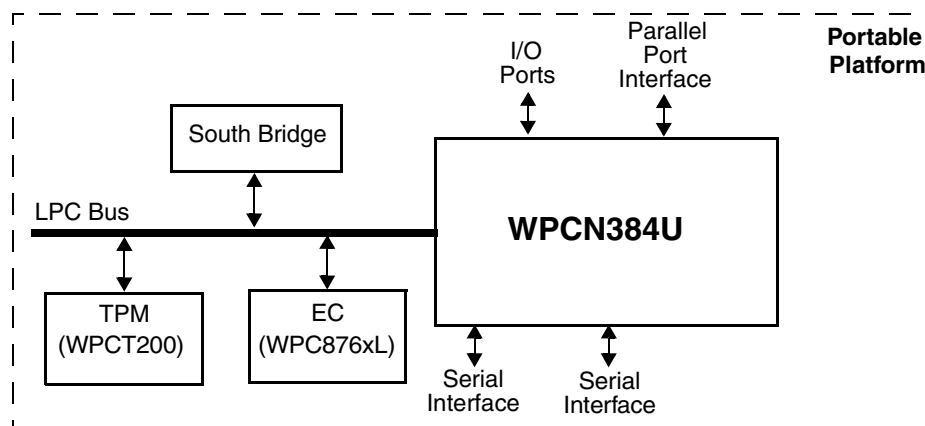 Portable
Platform
I/O
Ports
Parallel
Port
Interface
South Bridge
LPC Bus
WPCN384U
TPM
(WPCT200)
EC
(WPC876xL)
Serial
Interface
Serial
Interface